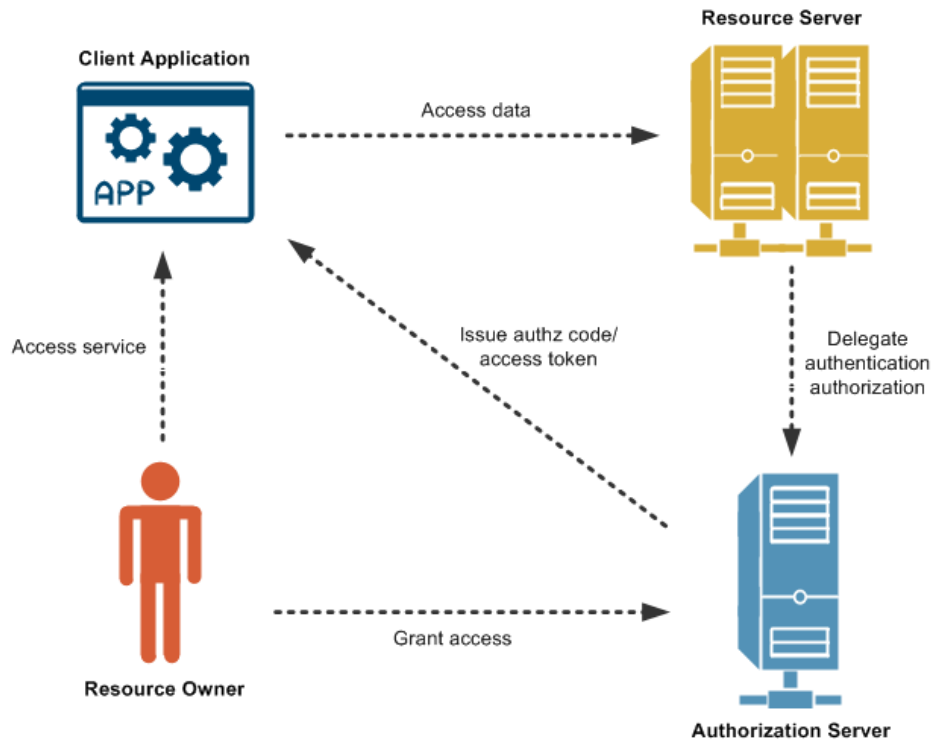 Resource Server
Client Application
Access data
APP
Access service
Issue authz code/
access token
Delegate
authentication
authorization
Grant access
Resource Owner
Authorization Server